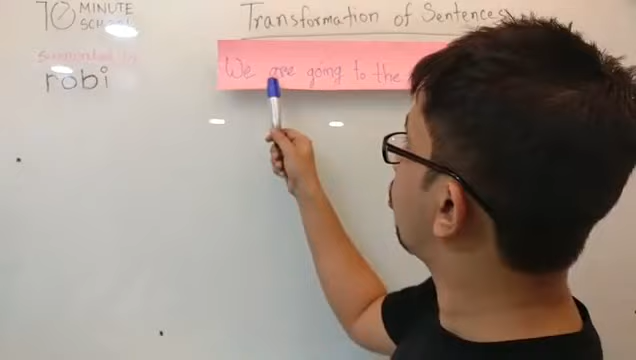 10 MINUTE SCHOOL
Transformation of Sentences
robi
We are going to the